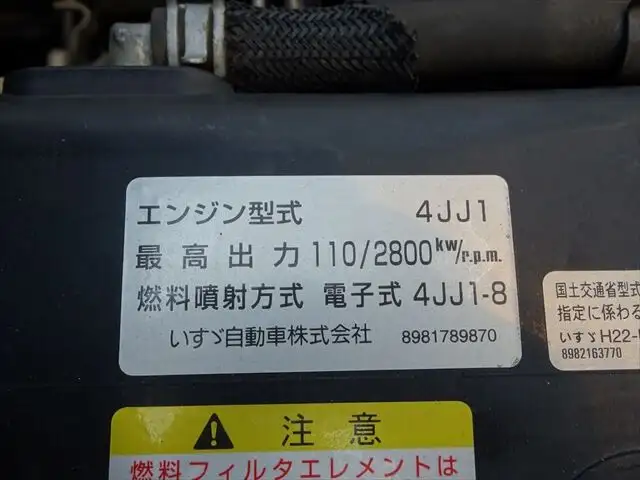 エンジン型式 4JJ1
最高出力 110/2800kw/r.p.m.
燃料噴射方式 電子式 4JJ1-8
いすゞ自動車株式会社 8981789870
国土交通省型式
指定に係わる
いすゞH22-
8982163770
注意
燃料フィルタエレメントは